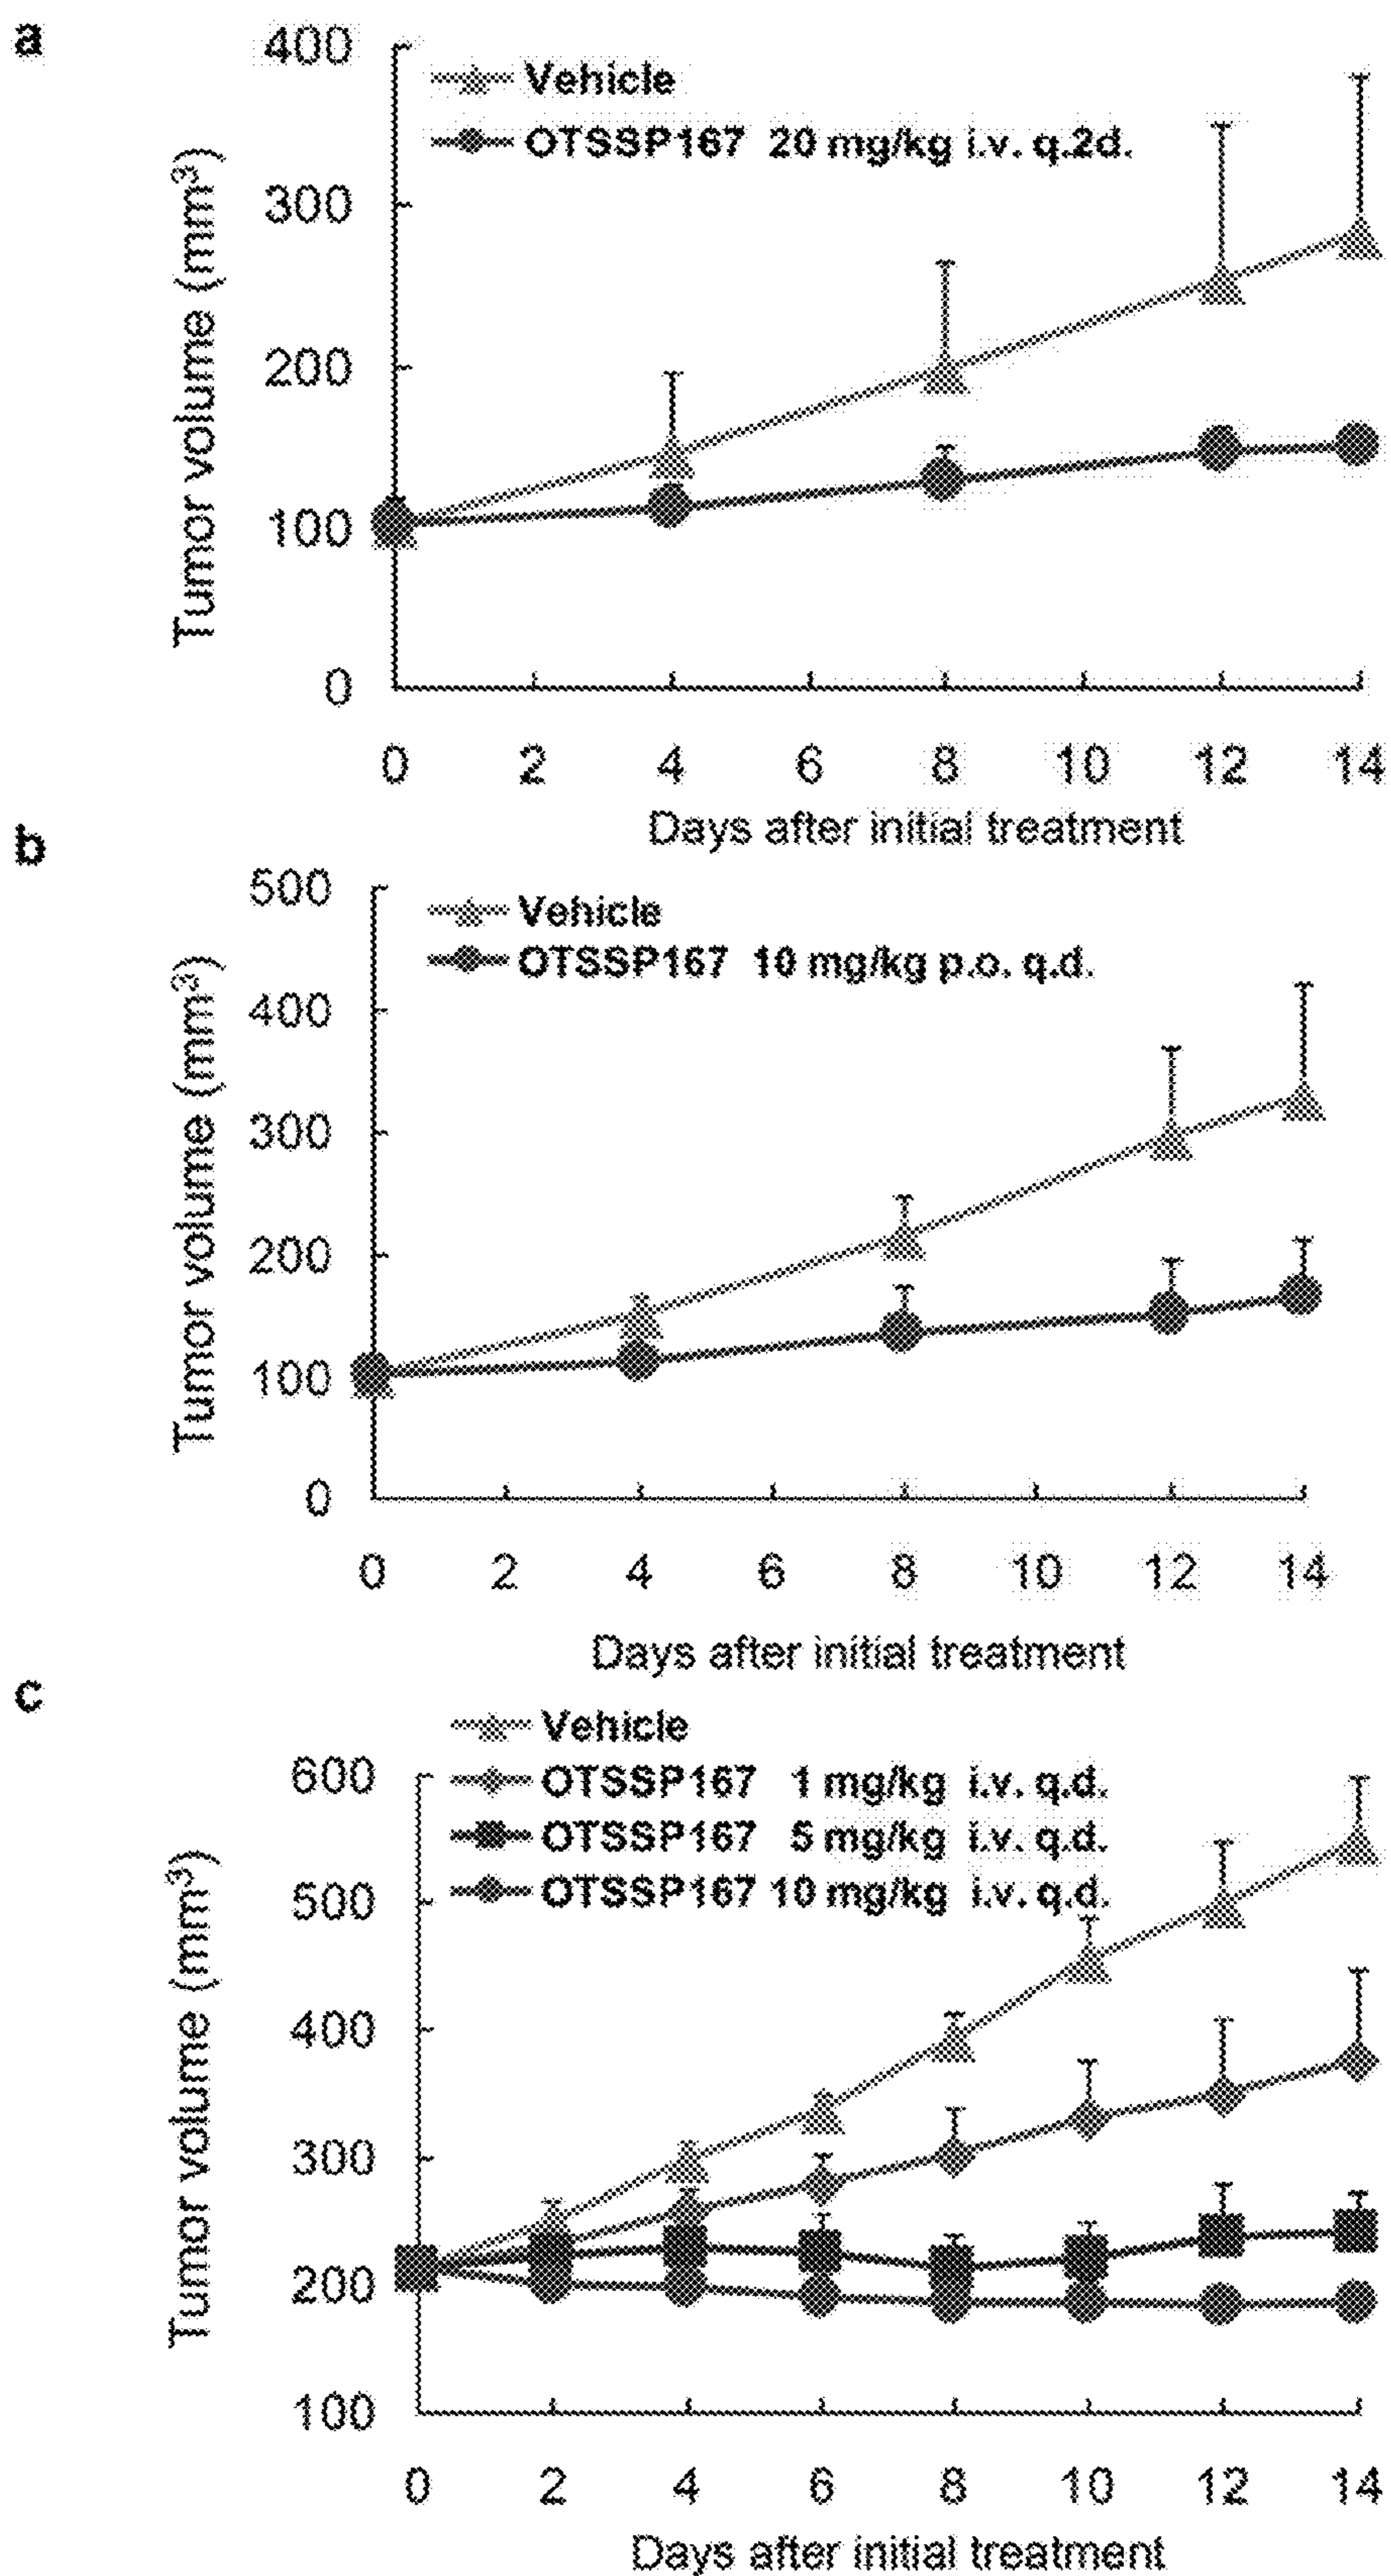 a
400
300
200
100
0
Tumor volume (mm³)
Vehicle
OTSSP167 20 mg/kg i.v. q.2d.
0 2 4 6 8 10 12 14
Days after initial treatment
b
500
400
300
200
100
0
Tumor volume (mm³)
Vehicle
OTSSP167 10 mg/kg p.o. q.d.
0 2 4 6 8 10 12 14
Days after initial treatment
c
Vehicle
OTSSP167 1 mg/kg i.v. q.d.
OTSSP167 5 mg/kg i.v. q.d.
OTSSP167 10 mg/kg i.v. q.d.
600
500
400
300
200
100
Tumor volume (mm³)
0 2 4 6 8 10 12 14
Days after initial treatment